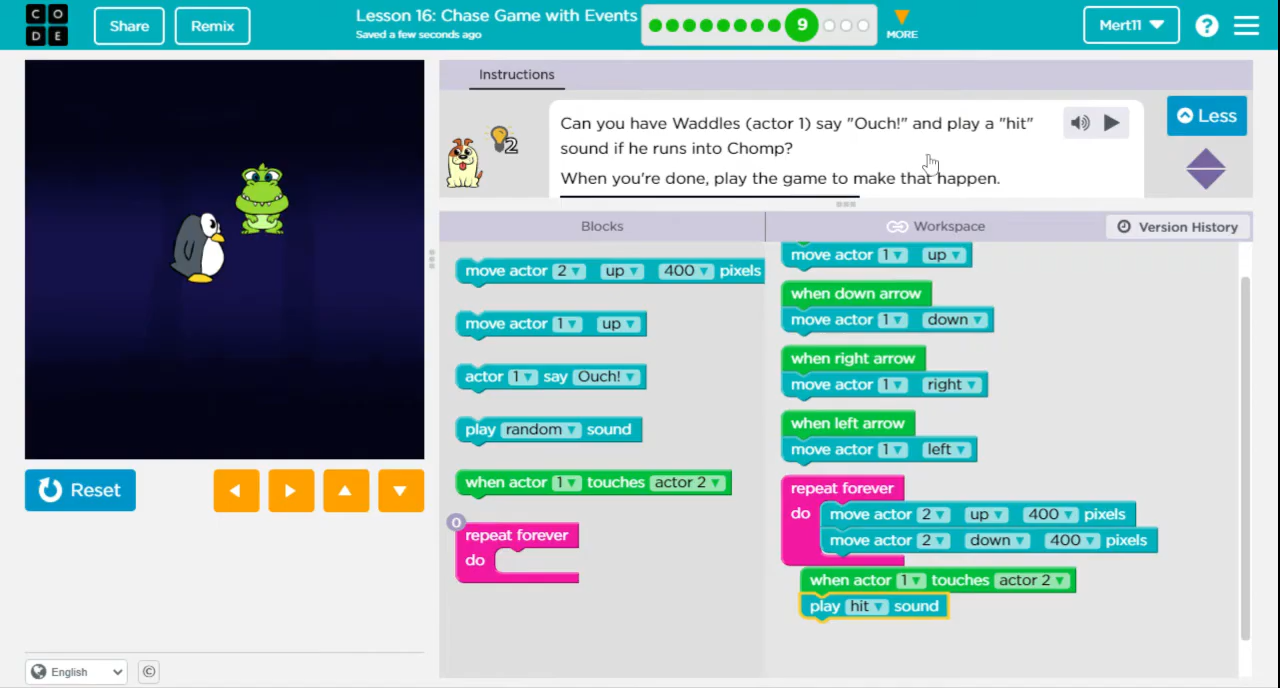 C O
D E
Share
Remix
Lesson 16: Chase Game with Events
Saved a few seconds ago
9
MORE
Mert11
?
Instructions
2
Can you have Waddles (actor 1) say "Ouch!" and play a "hit"
sound if he runs into Chomp?
When you're done, play the game to make that happen.
Less
Blocks
Workspace
Version History
move actor 2 up 400 pixels
move actor 1 up
actor 1 say Ouch!
play random sound
when actor 1 touches actor 2
0
repeat forever
do
move actor 1 up
when down arrow
move actor 1 down
when right arrow
move actor 1 right
when left arrow
move actor 1 left
repeat forever
do move actor 2 up 400 pixels
move actor 2 down 400 pixels
when actor 1 touches actor 2
play hit sound
Reset
English
©